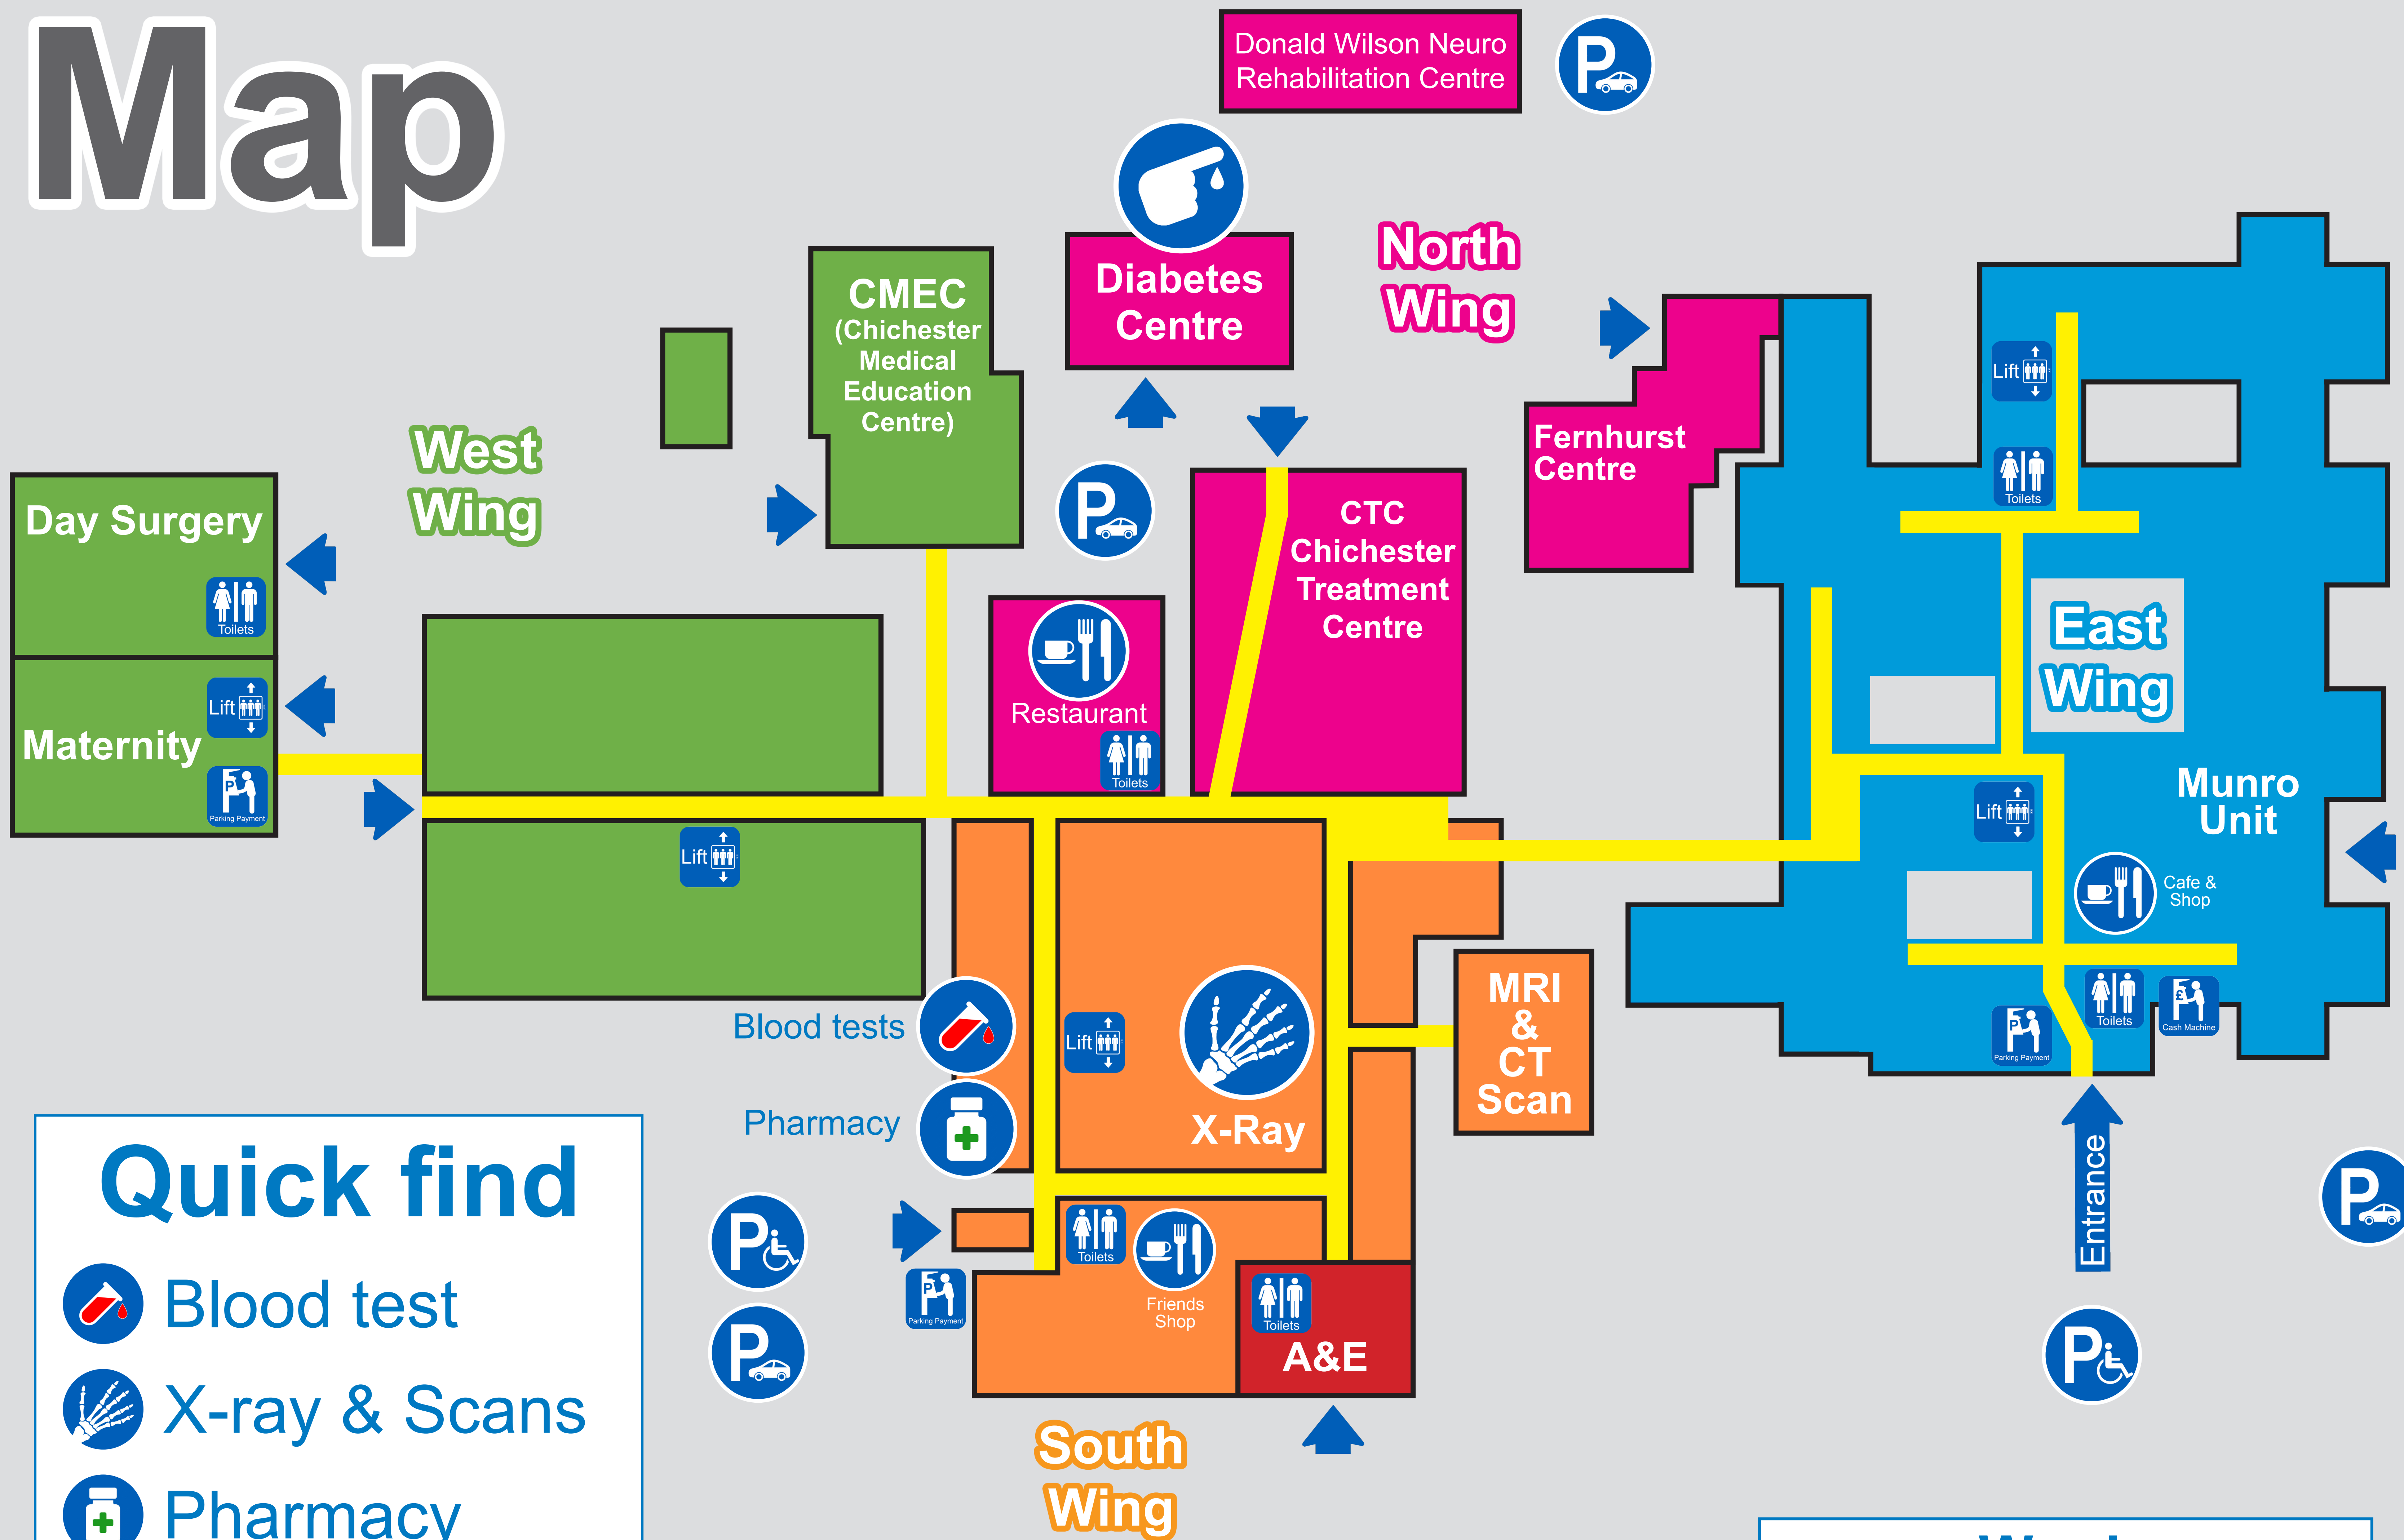 Map
Donald Wilson Neuro
Rehabilitation Centre
P
Diabetes
Centre
North
Wing
CMEC
(Chichester
Medical
Education
Centre)
West
Wing
Day Surgery
Toilets
Maternity
Lift
P
Parking Payment
Lift
P
Restaurant
Toilets
CTC
Chichester
Treatment
Centre
Fernhurst
Centre
Lift
Toilets
East
Wing
Munro
Unit
Lift
Cafe &
Shop
Toilets
£
Cash Machine
P
Parking Payment
Entrance
P
P
Blood tests
Pharmacy
Lift
X-Ray
MRI
&
CT
Scan
P
P
P
Parking Payment
Toilets
Friends
Shop
Toilets
A&E
South
Wing
Quick find
Blood test
X-ray & Scans
Pharmacy